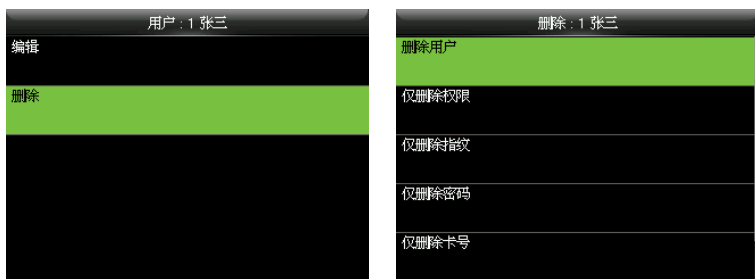 用户 : 1 张三
编辑
删除
删除 : 1 张三
删除用户
仅删除权限
仅删除指纹
仅删除密码
仅删除卡号